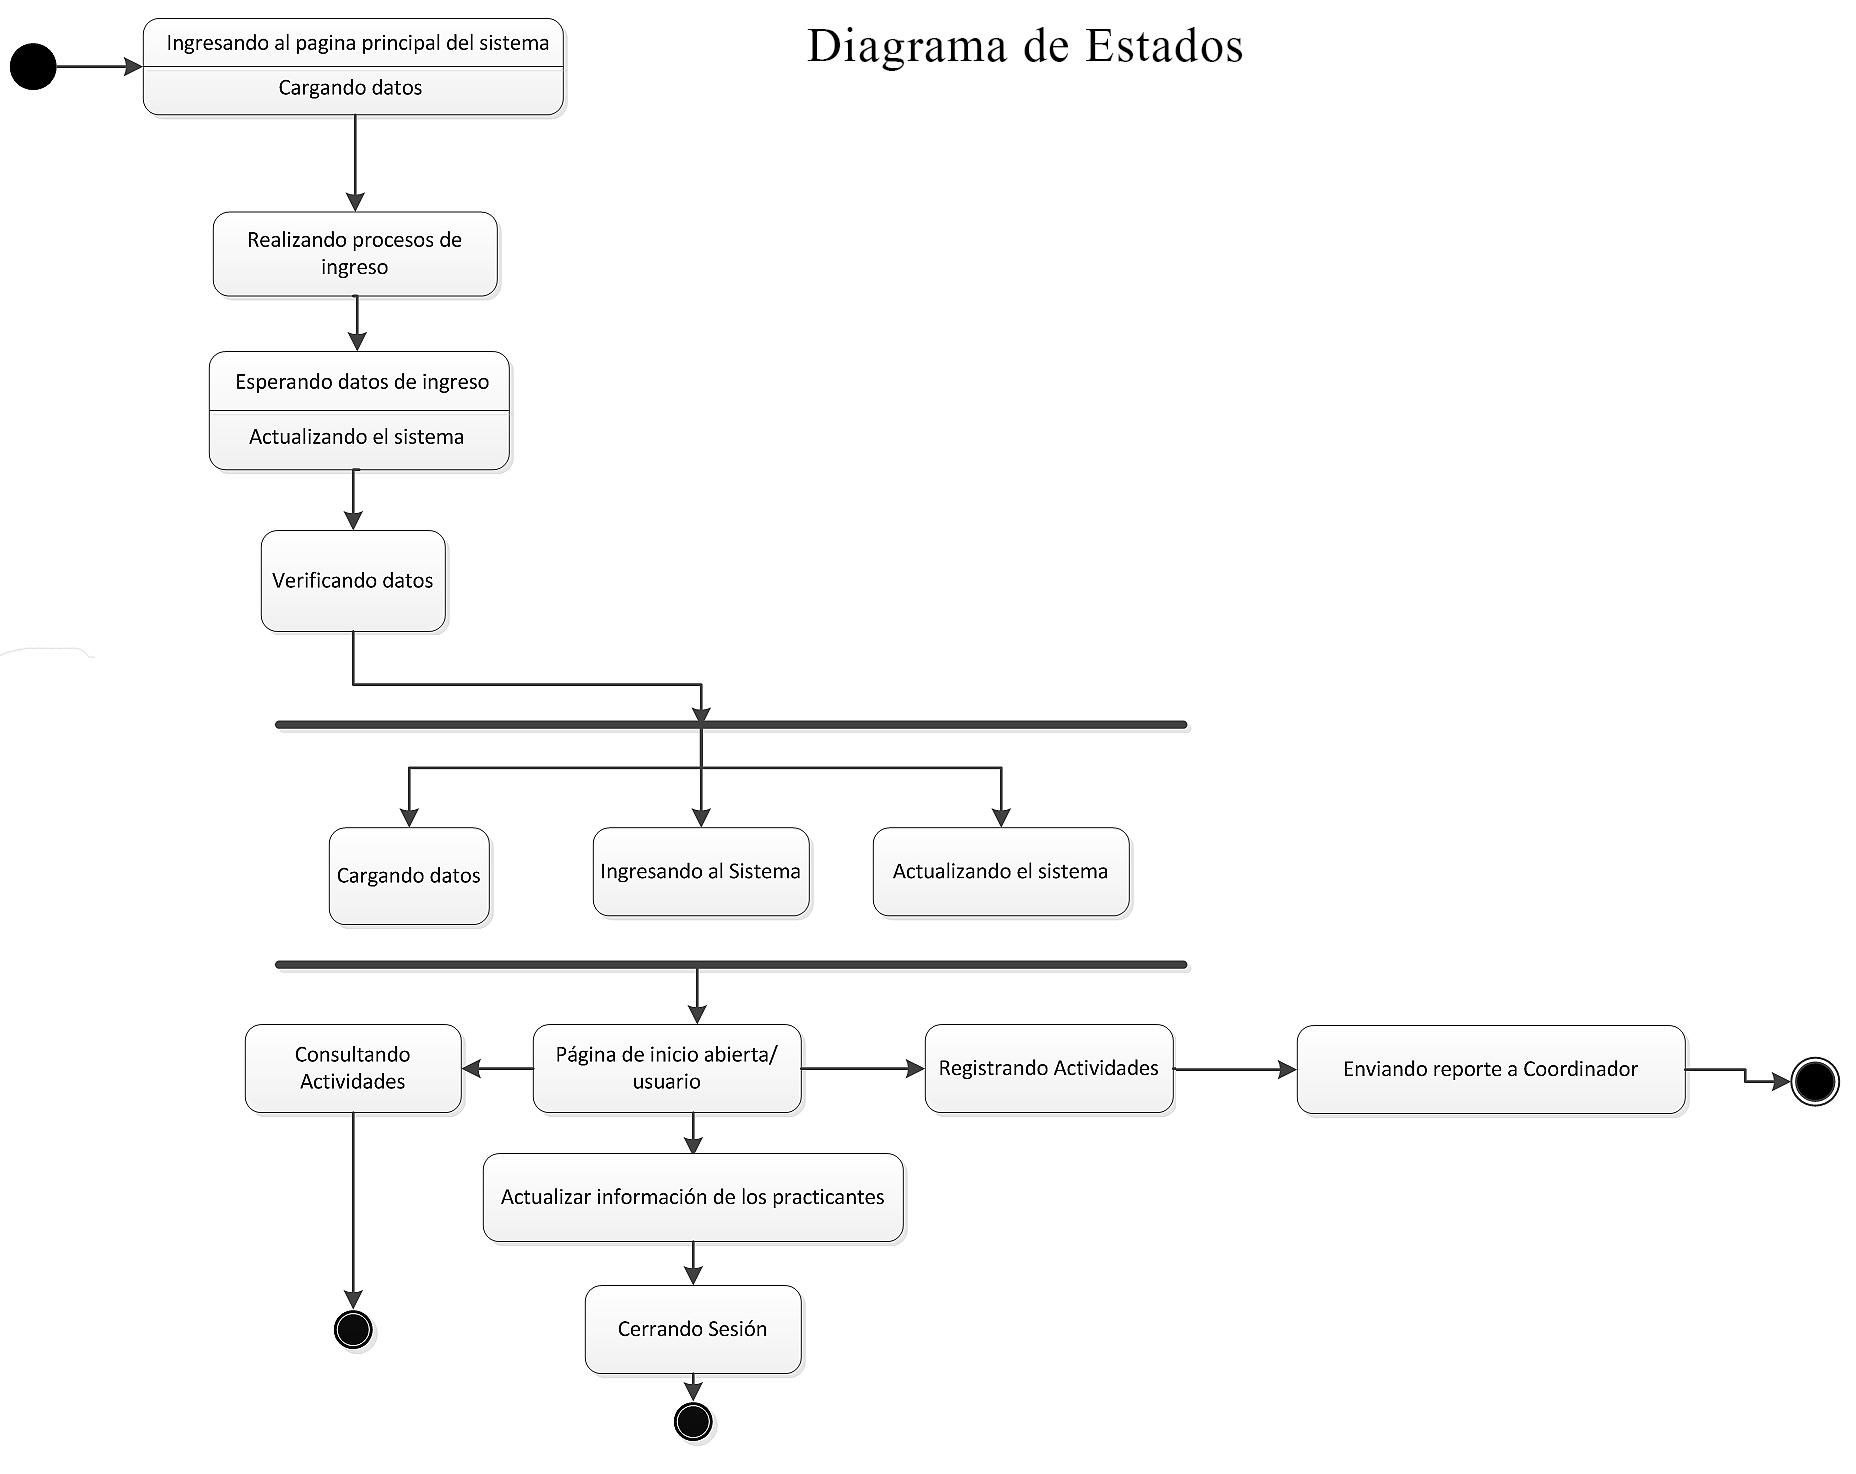 Diagrama de Estados
Ingresando al pagina principal del sistema
Cargando datos
Realizando procesos de
ingreso
Esperando datos de ingreso
Actualizando el sistema
Verificando datos
Cargando datos
Ingresando al Sistema
Actualizando el sistema
Consultando
Actividades
Página de inicio abierta/
usuario
Registrando Actividades
Enviando reporte a Coordinador
Actualizar información de los practicantes
Cerrando Sesión